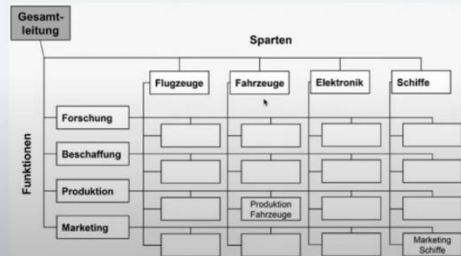 Gesamt-
leitung
Sparten
Flugzeuge
Fahrzeuge
Elektronik
Schiffe
Funktionen
Forschung
Beschaffung
Produktion
Produktion
Fahrzeuge
Marketing
Marketing
Schiffe